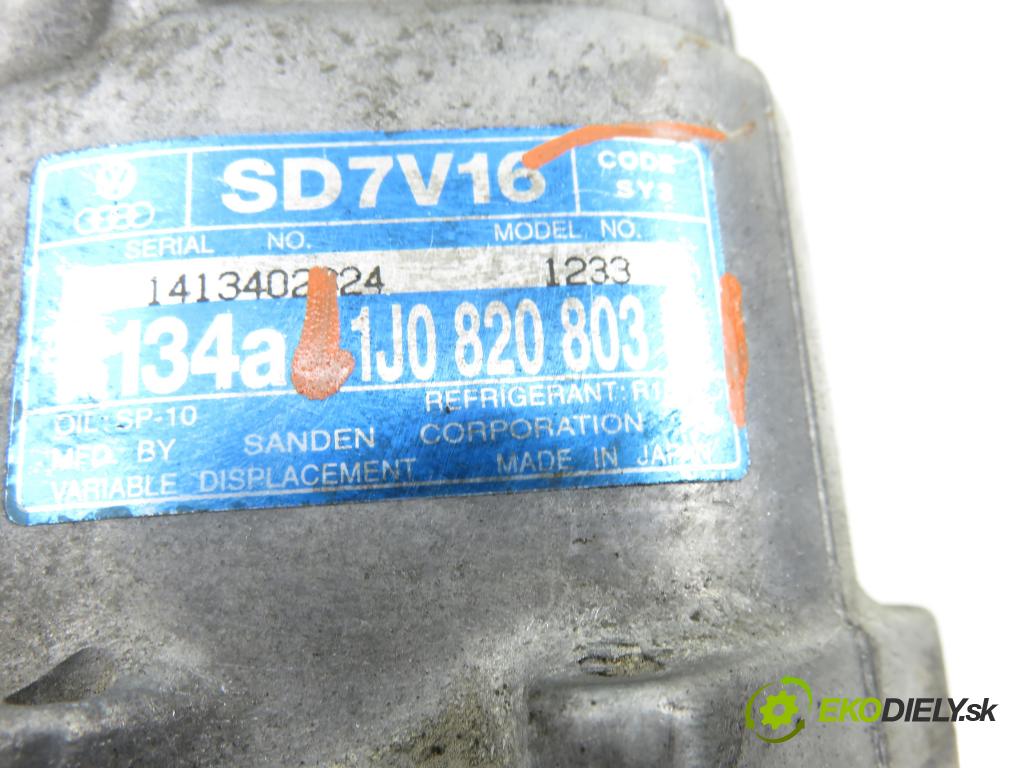 SD7V16
CODE
SERIAL NO.
MODEL NO.
1233
134a 1J0 820 803
OIL: SP-10
REFRIGERANT:
MFD. BY SANDEN CORPORATION
VARIABLE DISPLACEMENT
MADE IN JAPAN
EKODIELY.sk